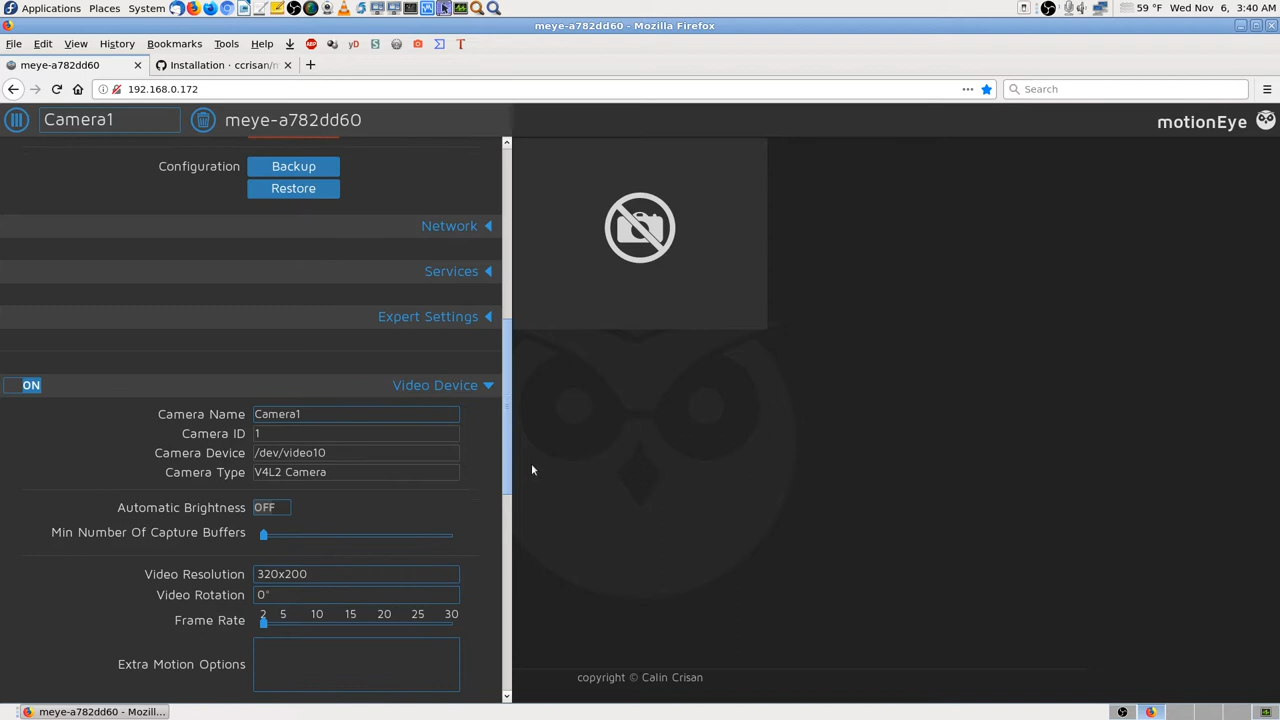 Applications Places System 59 °F Wed Nov 6, 3:40 AM
meye-a782dd60 - Mozilla Firefox
File Edit View History Bookmarks Tools Help ABP yD S T
meye-a782dd60 Installation · ccrisan/m
192.168.0.172 Search
Camera1 meye-a782dd60 motionEye
Configuration Backup
Restore
Network
Services
Expert Settings
ON Video Device
Camera Name Camera1
Camera ID 1
Camera Device /dev/video10
Camera Type V4L2 Camera
Automatic Brightness OFF
Min Number Of Capture Buffers
Video Resolution 320x200
Video Rotation 0°
2 5 10 15 20 25 30
Frame Rate
Extra Motion Options
copyright © Calin Crisan
meye-a782dd60 - Mozill...